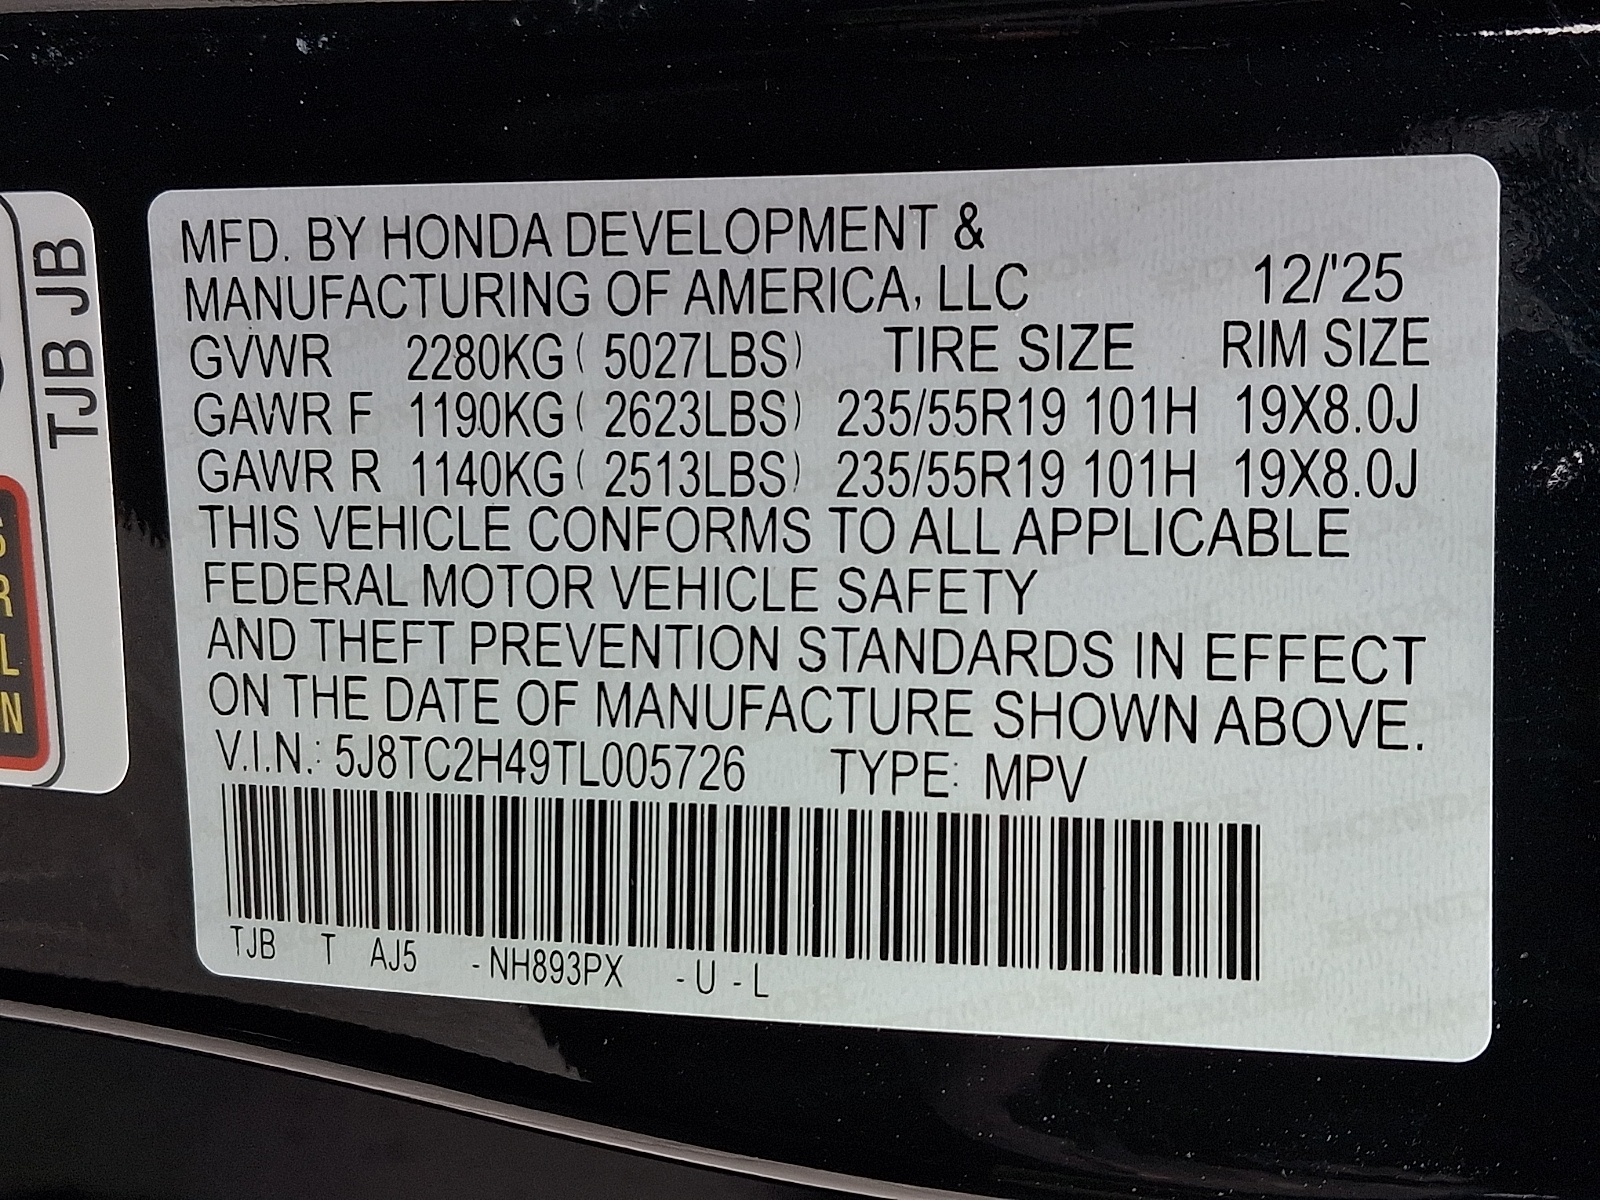 MFD. BY HONDA DEVELOPMENT &
MANUFACTURING OF AMERICA, LLC 12/'25
GVWR 2280KG ( 5027LBS) TIRE SIZE RIM SIZE
GAWR F 1190KG ( 2623LBS) 235/55R19 101H 19X8.0J
GAWR R 1140KG ( 2513LBS) 235/55R19 101H 19X8.0J
THIS VEHICLE CONFORMS TO ALL APPLICABLE
FEDERAL MOTOR VEHICLE SAFETY
AND THEFT PREVENTION STANDARDS IN EFFECT
ON THE DATE OF MANUFACTURE SHOWN ABOVE.
V.I.N.: 5J8TC2H49TL005726 TYPE: MPV
TJB T AJ5 -NH893PX -U -L
TJB JB